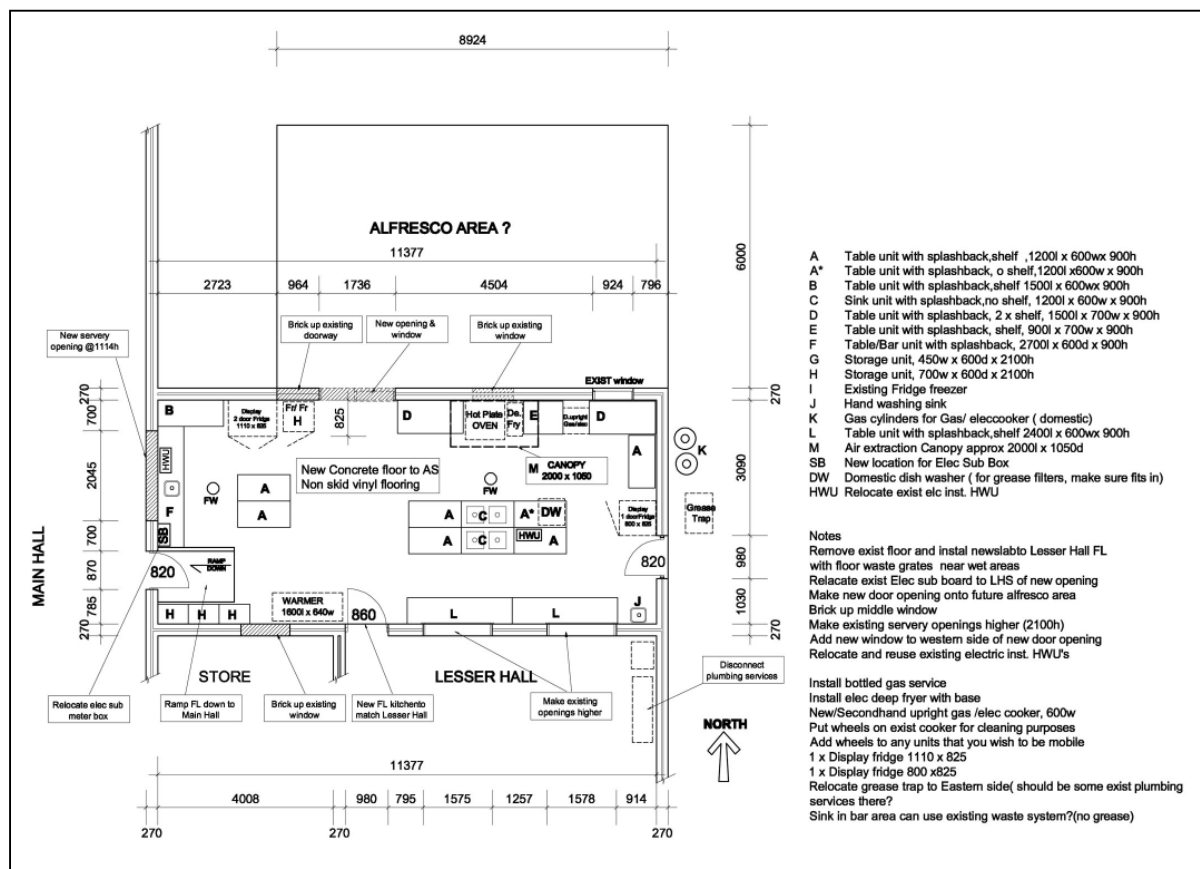 8924
ALFRESCO AREA ?
11377
2723 964 1736 4504 924 796
6000
New servery
opening @1114h
Brick up existing
doorway
New opening &
window
Brick up existing
window
EXIST window
270
700
2045
700
870
785
270
270
3090
980
1030
270
B
Display
2 door Fridge
1110 x 825
Fr/ Fr
H
825
D
Hot Plate
OVEN
De.
Fry
E
D.upright
Gas/elec
D
A
K
HWU
F
SB
FW
New Concrete floor to AS
Non skid vinyl flooring
FW
M
CANOPY
2000 x 1050
A
A
A C A* DW
A C HWU A
Display
1 door Fridge
800 x 825
Grease
Trap
MAIN HALL
820
RAMP
DOWN
820
H H H
WARMER
1600l x 640w
860
L L
J
STORE
LESSER HALL
Relocate elec sub
meter box
Ramp FL down to
Main Hall
Brick up existing
window
New FL kitchento
match Lesser Hall
Make existing
openings higher
Disconnect
plumbing services
NORTH
11377
4008 980 795 1575 1257 1578 914
270 270 270
A Table unit with splashback,shelf ,1200l x 600wx 900h
A* Table unit with splashback, o shelf,1200l x600w x 900h
B Table unit with splashback,shelf 1500l x 600wx 900h
C Sink unit with splashback,no shelf, 1200l x 600w x 900h
D Table unit with splashback, 2 x shelf, 1500l x 700w x 900h
E Table unit with splashback, shelf, 900l x 700w x 900h
F Table/Bar unit with splashback, 2700l x 600d x 900h
G Storage unit, 450w x 600d x 2100h
H Storage unit, 700w x 600d x 2100h
I Existing Fridge freezer
J Hand washing sink
K Gas cylinders for Gas/ eleccooker ( domestic)
L Table unit with splashback,shelf 2400l x 600wx 900h
M Air extraction Canopy approx 2000l x 1050d
SB New location for Elec Sub Box
DW Domestic dish washer ( for grease filters, make sure fits in)
HWU Relocate exist elc inst. HWU
Notes
Remove exist floor and instal newslabto Lesser Hall FL
with floor waste grates near wet areas
Relacate exist Elec sub board to LHS of new opening
Make new door opening onto future alfresco area
Brick up middle window
Make existing servery openings higher (2100h)
Add new window to western side of new door opening
Relocate and reuse existing electric inst. HWU's
Install bottled gas service
Install elec deep fryer with base
New/Secondhand upright gas /elec cooker, 600w
Put wheels on exist cooker for cleaning purposes
Add wheels to any units that you wish to be mobile
1 x Display fridge 1110 x 825
1 x Display fridge 800 x825
Relocate grease trap to Eastern side( should be some exist plumbing
services there?
Sink in bar area can use existing waste system?(no grease)